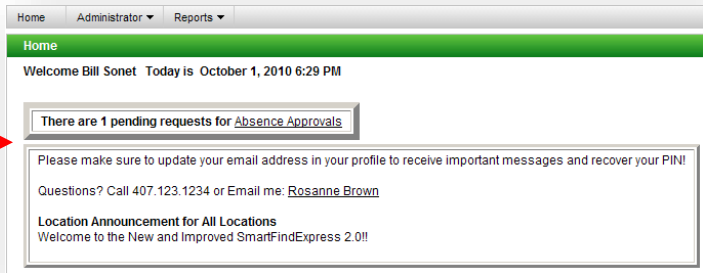 Home Administrator Reports
Home
Welcome Bill Sonet Today is October 1, 2010 6:29 PM
There are 1 pending requests for Absence Approvals
Please make sure to update your email address in your profile to receive important messages and recover your PIN!
Questions? Call 407.123.1234 or Email me: Rosanne Brown
Location Announcement for All Locations
Welcome to the New and Improved SmartFindExpress 2.0!!